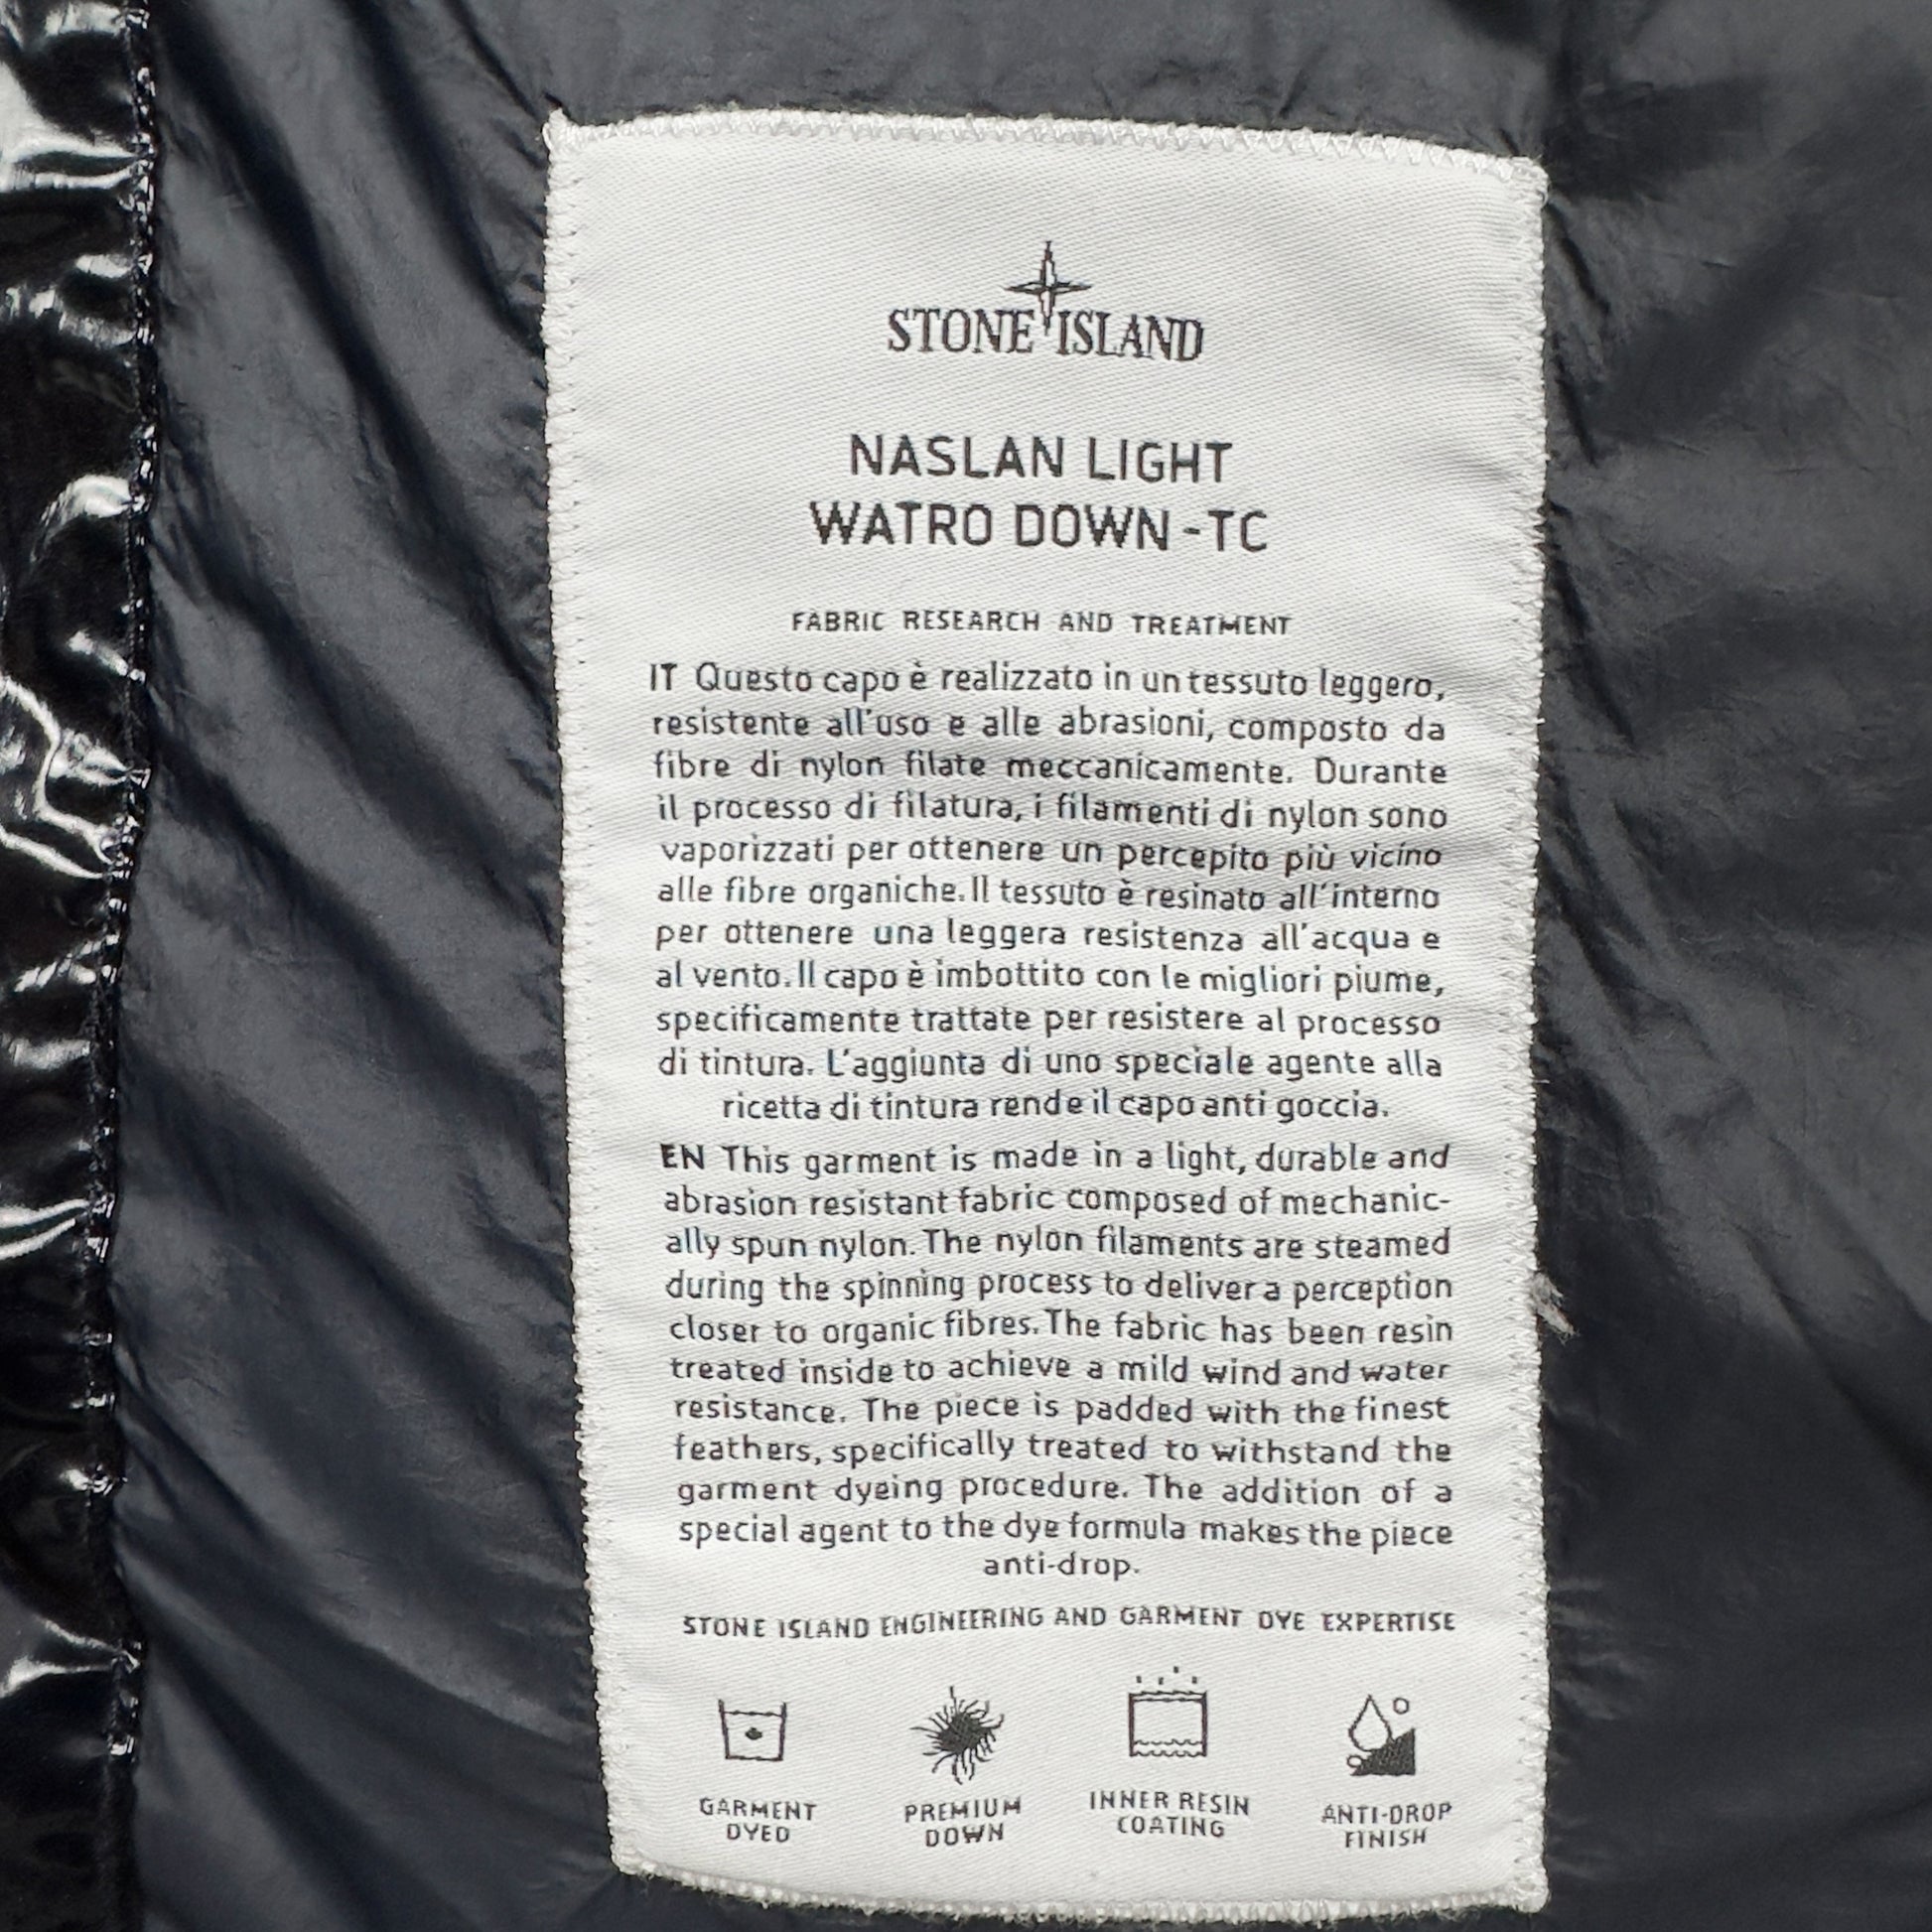 STONE ISLAND
NASLAN LIGHT
WATRO DOWN -TC
FABRIC RESEARCH AND TREATMENT
IT Questo capo è realizzato in un tessuto leggero,
resistente all'uso e alle abrasioni, composto da
fibre di nylon filate meccanicamente. Durante
il processo di filatura, i filamenti di nylon sono
vaporizzati per ottenere un percepito più vicino
alle fibre organiche. Il tessuto è resinato all'interno
per ottenere una leggera resistenza all'acqua e
al vento. Il capo è imbottito con le migliori piume,
specificamente trattate per resistere al processo
di tintura. L'aggiunta di uno speciale agente alla
ricetta di tintura rende il capo anti goccia.
EN This garment is made in a light, durable and
abrasion resistant fabric composed of mechanic-
ally spun nylon. The nylon filaments are steamed
during the spinning process to deliver a perception
closer to organic fibres. The fabric has been resin
treated inside to achieve a mild wind and water
resistance. The piece is padded with the finest
feathers, specifically treated to withstand the
garment dyeing procedure. The addition of a
special agent to the dye formula makes the piece
anti-drop.
STONE ISLAND ENGINEERING AND GARMENT DYE EXPERTISE
GARMENT
DYED
PREMIUM
DOWN
INNER RESIN
COATING
ANTI-DROP
FINISH